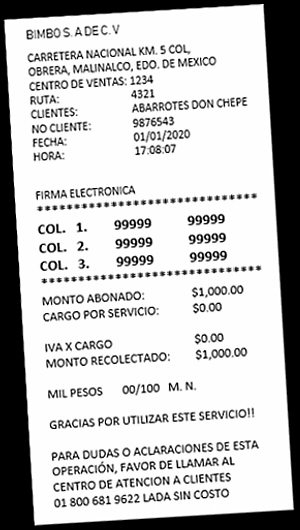 BIMBO S. A DE C. V
CARRETERA NACIONAL KM. 5 COL,
OBRERA, MALINALCO, EDO. DE MEXICO
CENTRO DE VENTAS: 1234
RUTA: 4321
CLIENTES: ABARROTES DON CHEPE
NO CLIENTE: 9876543
FECHA: 01/01/2020
HORA: 17:08:07
FIRMA ELECTRONICA
******************************
COL. 1. 99999 99999
COL. 2. 99999 99999
COL. 3. 99999 99999
******************************
MONTO ABONADO: $1,000.00
CARGO POR SERVICIO: $0.00
IVA X CARGO $0.00
MONTO RECOLECTADO: $1,000.00
MIL PESOS 00/100 M. N.
GRACIAS POR UTILIZAR ESTE SERVICIO!!
PARA DUDAS O ACLARACIONES DE ESTA
OPERACIÓN, FAVOR DE LLAMAR AL
CENTRO DE ATENCION A CLIENTES
01 800 681 9622 LADA SIN COSTO